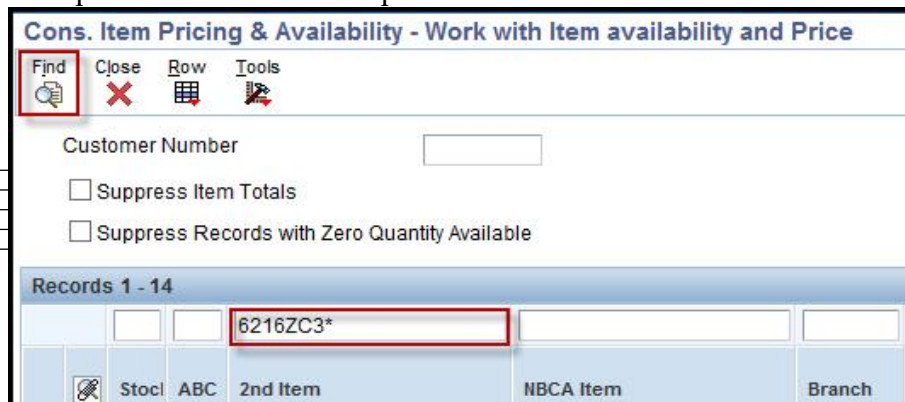 Cons. Item Pricing & Availability - Work with Item availability and Price
Find Close Row Tools
Customer Number
Suppress Item Totals
Suppress Records with Zero Quantity Available
Records 1 - 14
6216ZC3*
Stocl ABC 2nd Item NBCA Item Branch